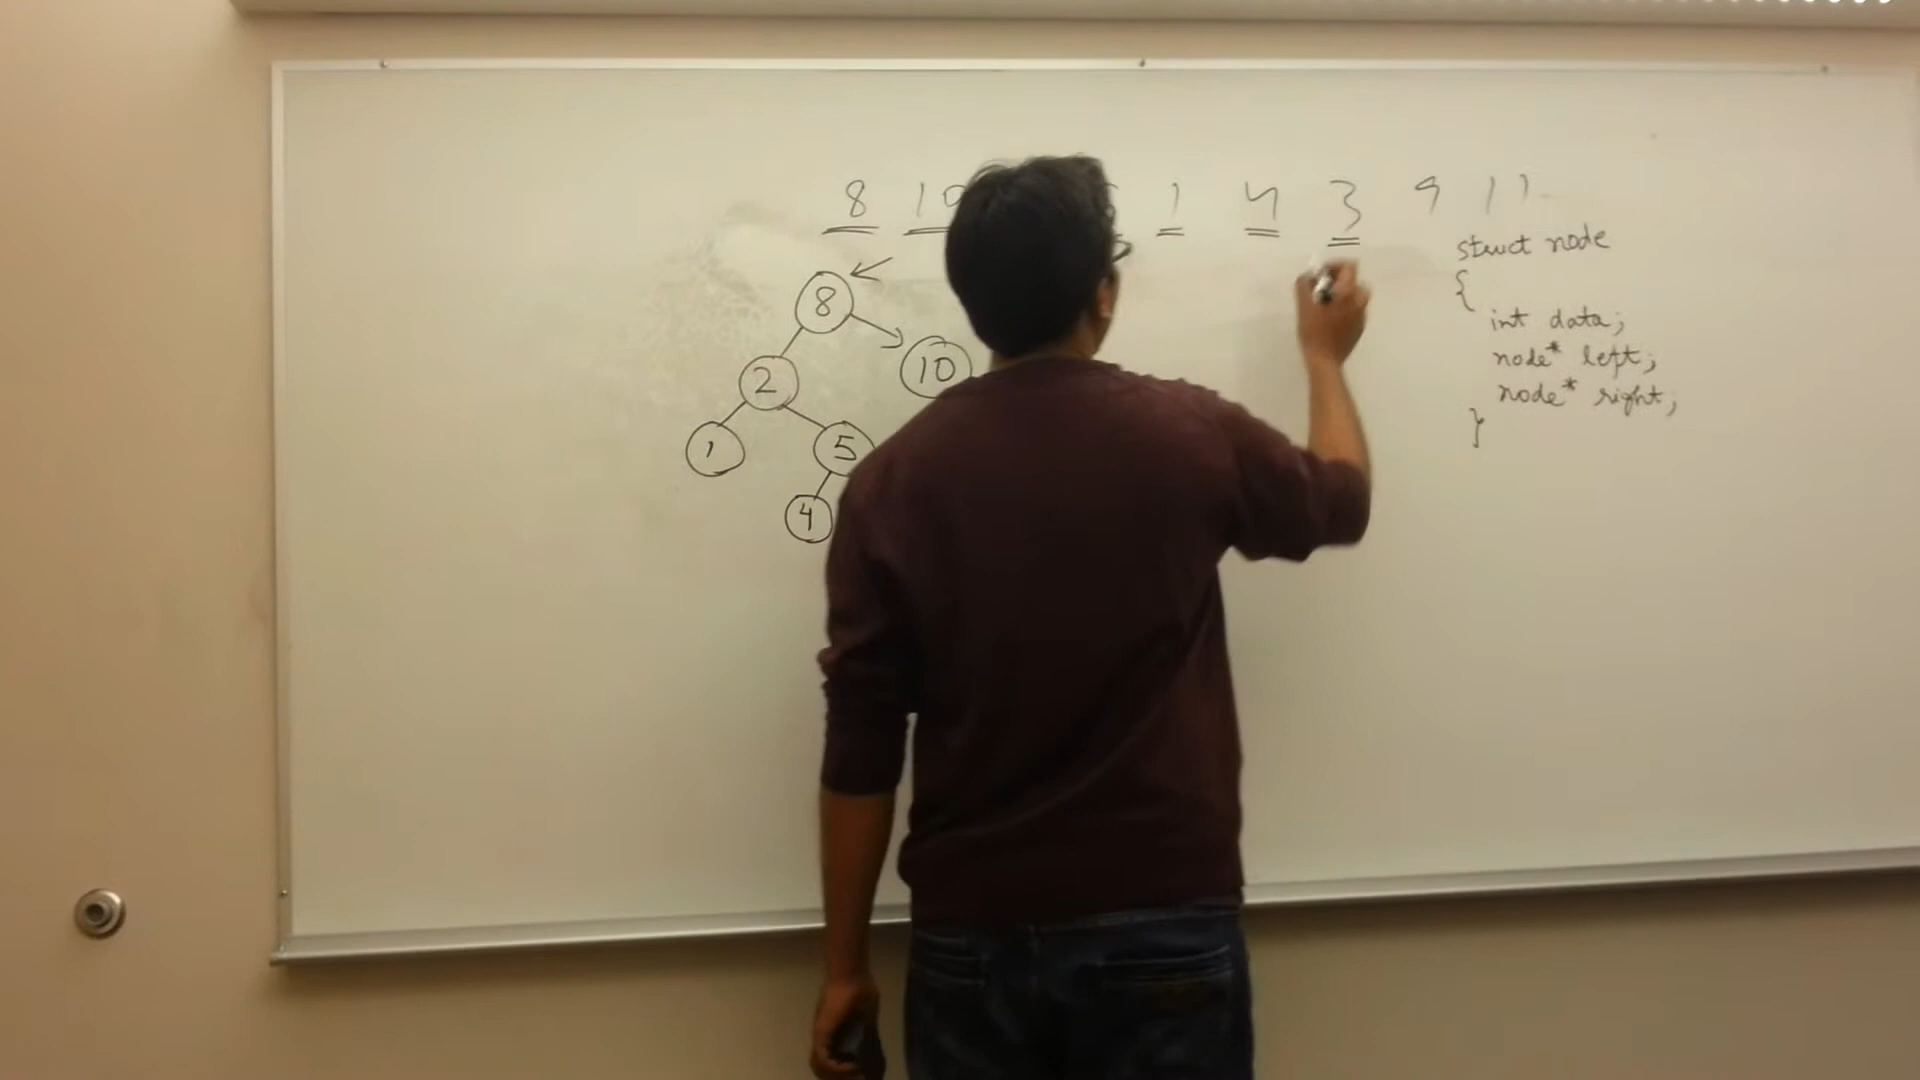 8 10 1 4 3 9 11
8
2 10
1 5
4
struct node
{
int data;
node* left;
node* right;
}